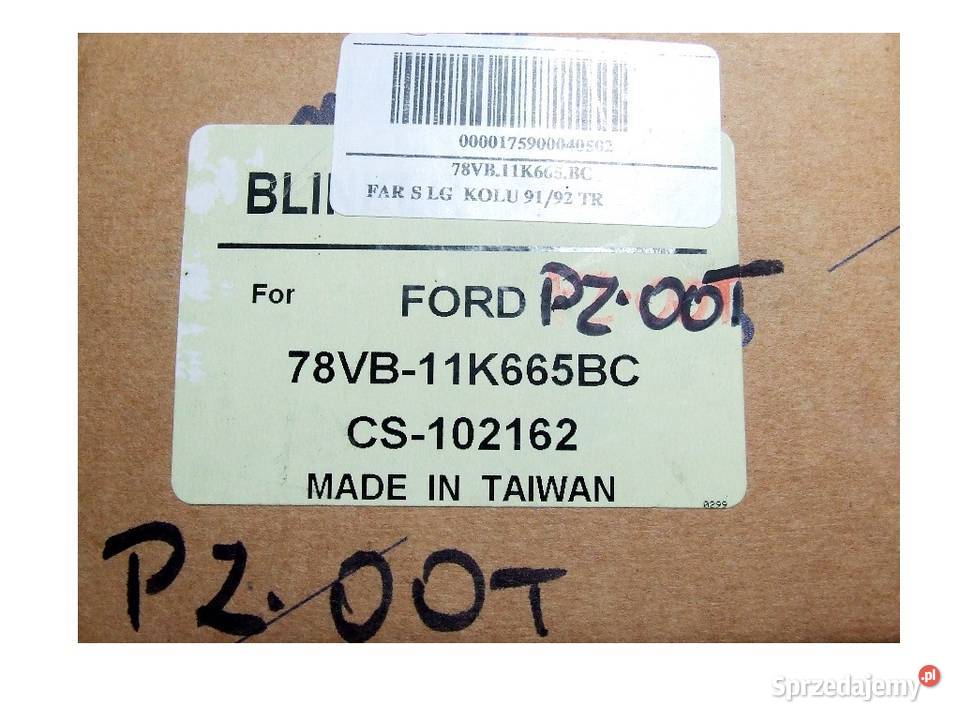 0000175900040502
78VB.11K665.BC
FAR S LG KOLU 91/92 TR
For FORD PZ.00T
78VB-11K665BC
CS-102162
MADE IN TAIWAN
0299
PZ.00T
Sprzedajemy.pl